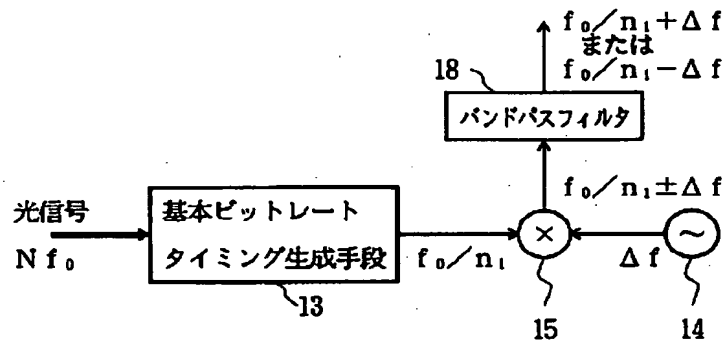 f₀/n₁+Δf
または
f₀/n₁−Δf
18
バンドパスフィルタ
f₀/n₁±Δf
光信号
N f₀
基本ビットレート
タイミング生成手段
f₀/n₁
×
Δf
~
13
15
14